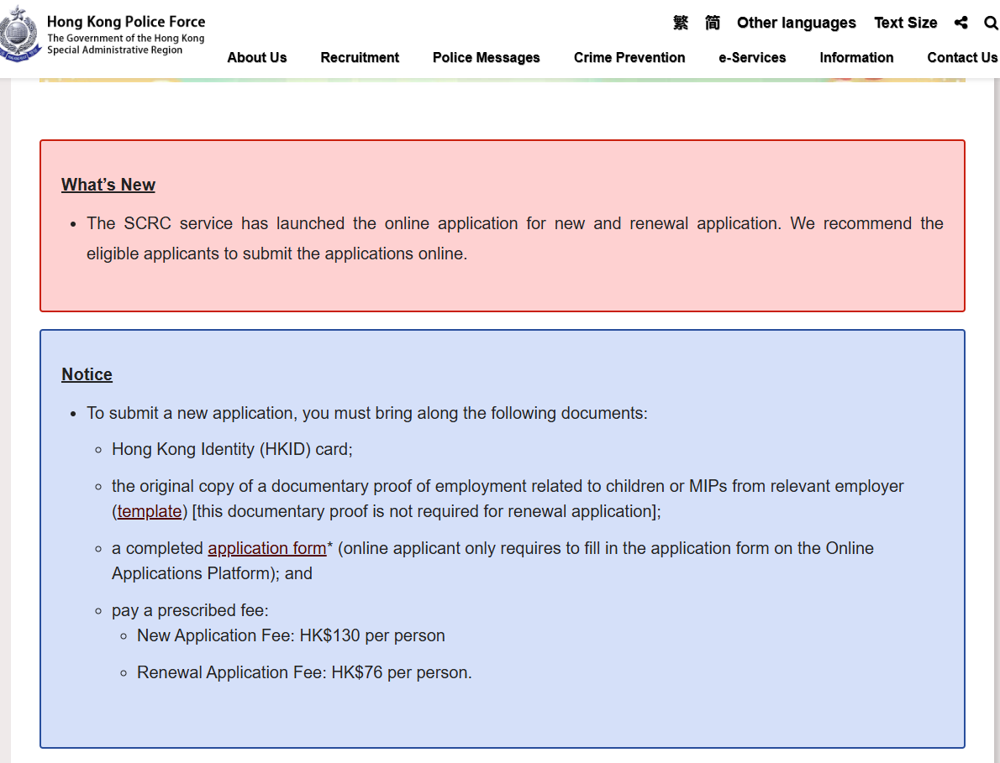 Hong Kong Police Force
The Government of the Hong Kong
Special Administrative Region
繁 简 Other languages Text Size
About Us Recruitment Police Messages Crime Prevention e-Services Information Contact Us
What’s New
• The SCRC service has launched the online application for new and renewal application. We recommend the
eligible applicants to submit the applications online.
Notice
• To submit a new application, you must bring along the following documents:
◦ Hong Kong Identity (HKID) card;
◦ the original copy of a documentary proof of employment related to children or MIPs from relevant employer
(template) [this documentary proof is not required for renewal application];
◦ a completed application form* (online applicant only requires to fill in the application form on the Online
Applications Platform); and
◦ pay a prescribed fee:
◦ New Application Fee: HK$130 per person
◦ Renewal Application Fee: HK$76 per person.